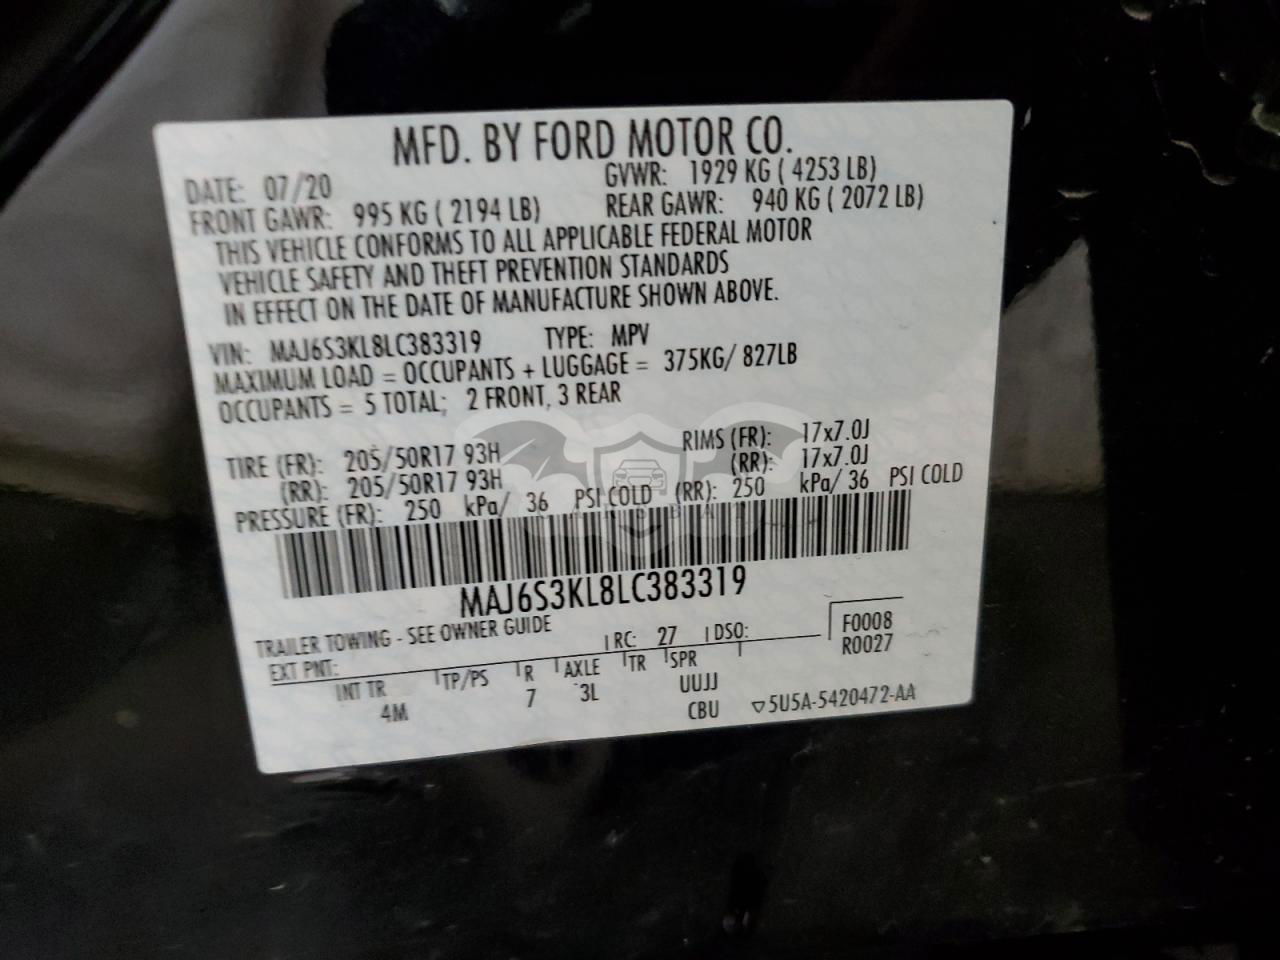 MFD. BY FORD MOTOR CO.
DATE: 07/20 GVWR: 1929 KG ( 4253 LB)
FRONT GAWR: 995 KG ( 2194 LB) REAR GAWR: 940 KG ( 2072 LB)
THIS VEHICLE CONFORMS TO ALL APPLICABLE FEDERAL MOTOR
VEHICLE SAFETY AND THEFT PREVENTION STANDARDS
IN EFFECT ON THE DATE OF MANUFACTURE SHOWN ABOVE.
VIN: MAJ6S3KL8LC383319 TYPE: MPV
MAXIMUM LOAD = OCCUPANTS + LUGGAGE = 375KG/ 827LB
OCCUPANTS = 5 TOTAL; 2 FRONT, 3 REAR
TIRE (FR): 205/50R17 93H RIMS (FR): 17x7.0J
(RR): 205/50R17 93H (RR): 17x7.0J
PRESSURE (FR): 250 kPa/ 36 PSI COLD (RR): 250 kPa/ 36 PSI COLD
MAJ6S3KL8LC383319
TRAILER TOWING - SEE OWNER GUIDE
EXT PNT: RC: 27 DSO: F0008
R0027
INT TR TP/PS R AXLE TR SPR
4M 7 3L UUJJ
CBU ▽5U5A-5420472-AA